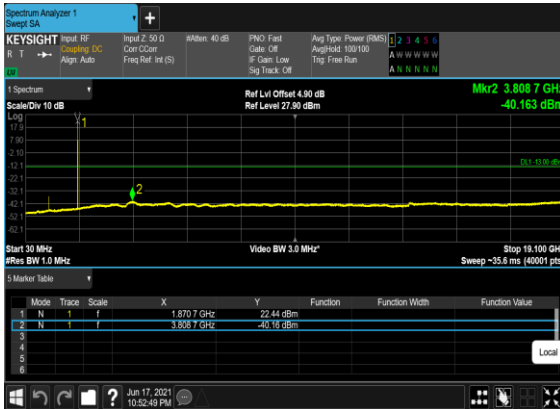 Spectrum Analyzer 1
Swept SA
+
KEYSIGHT Input: RF Input Z: 50 Ω #Atten: 40 dB PNO: Fast Avg Type: Power (RMS) 1 2 3 4 5 6
R T Coupling: DC Corr CCorr Gate: Off Avg|Hold: 100/100 A W W W W W
Align: Auto Freq Ref: Int (S) IF Gain: Low Trig: Free Run
Sig Track: Off A N N N N N
1 Spectrum
Scale/Div 10 dB Ref Lvl Offset 4.90 dB Mkr2 3.808 7 GHz
Ref Level 27.90 dBm -40.163 dBm
Log
17.9 1
7.90
-2.10
-12.1 DL1 -13.00 dBm
-22.1
-32.1 2
-42.1
-52.1
-62.1
Start 30 MHz Video BW 3.0 MHz* Stop 19.100 GHz
#Res BW 1.0 MHz Sweep ~35.6 ms (40001 pts)
5 Marker Table
Mode Trace Scale X Y Function Function Width Function Value
1 N 1 f 1.870 7 GHz 22.44 dBm
2 N 1 f 3.808 7 GHz -40.16 dBm
3
4
5
6
Local
? Jun 17, 2021
10:52:49 PM